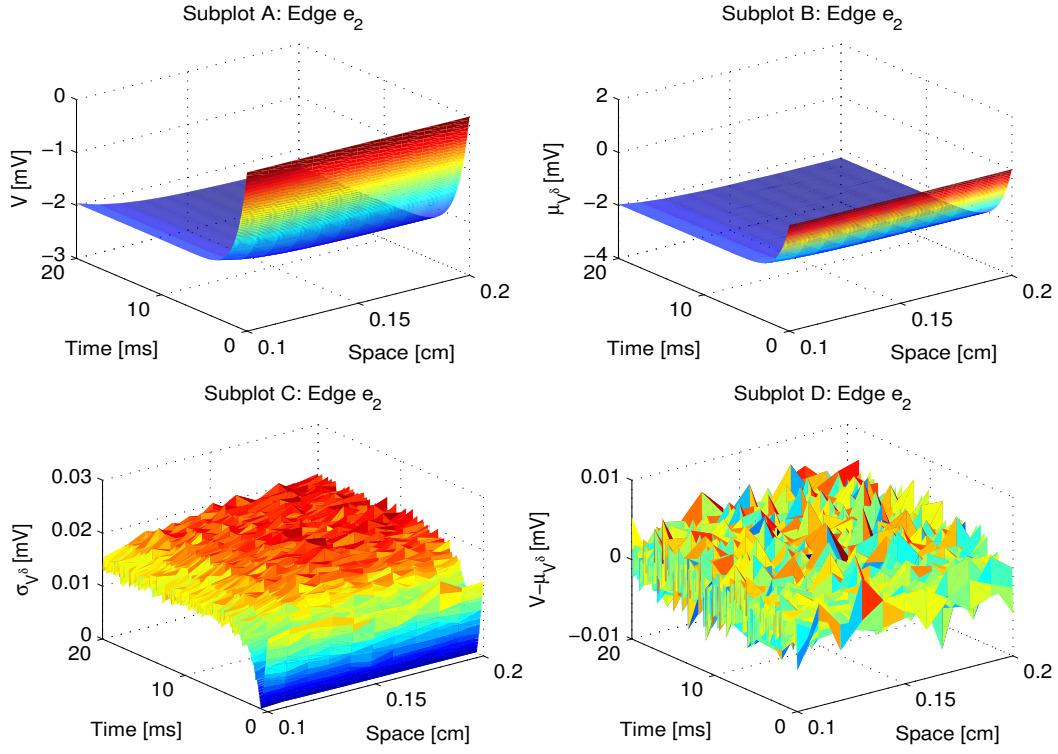 Subplot A: Edge e₂
0
−1
−2
−3
V [mV]
20
10
0
Time [ms]
0.1
0.15
0.2
Space [cm]
Subplot B: Edge e₂
2
0
−2
−4
μ_V^δ [mV]
20
10
0
Time [ms]
0.1
0.15
0.2
Space [cm]
Subplot C: Edge e₂
0.03
0.02
0.01
0
σ_V^δ [mV]
20
10
0
Time [ms]
0.1
0.15
0.2
Space [cm]
Subplot D: Edge e₂
0.01
0
−0.01
V−μ_V^δ [mV]
20
10
0
Time [ms]
0.1
0.15
0.2
Space [cm]